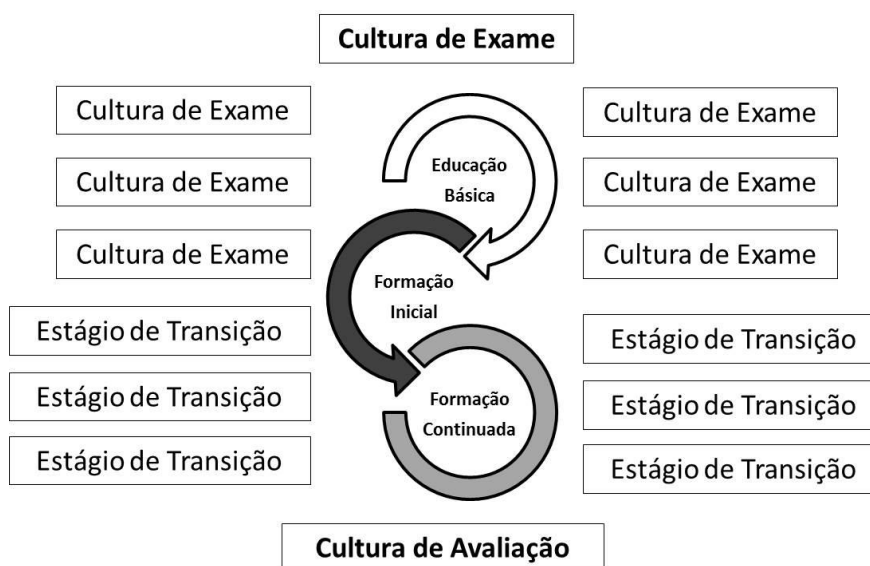 Cultura de Exame
Cultura de Exame
Cultura de Exame
Educação
Básica
Cultura de Exame
Cultura de Exame
Cultura de Exame
Cultura de Exame
Formação
Inicial
Estágio de Transição
Estágio de Transição
Estágio de Transição
Estágio de Transição
Formação
Continuada
Estágio de Transição
Estágio de Transição
Cultura de Avaliação